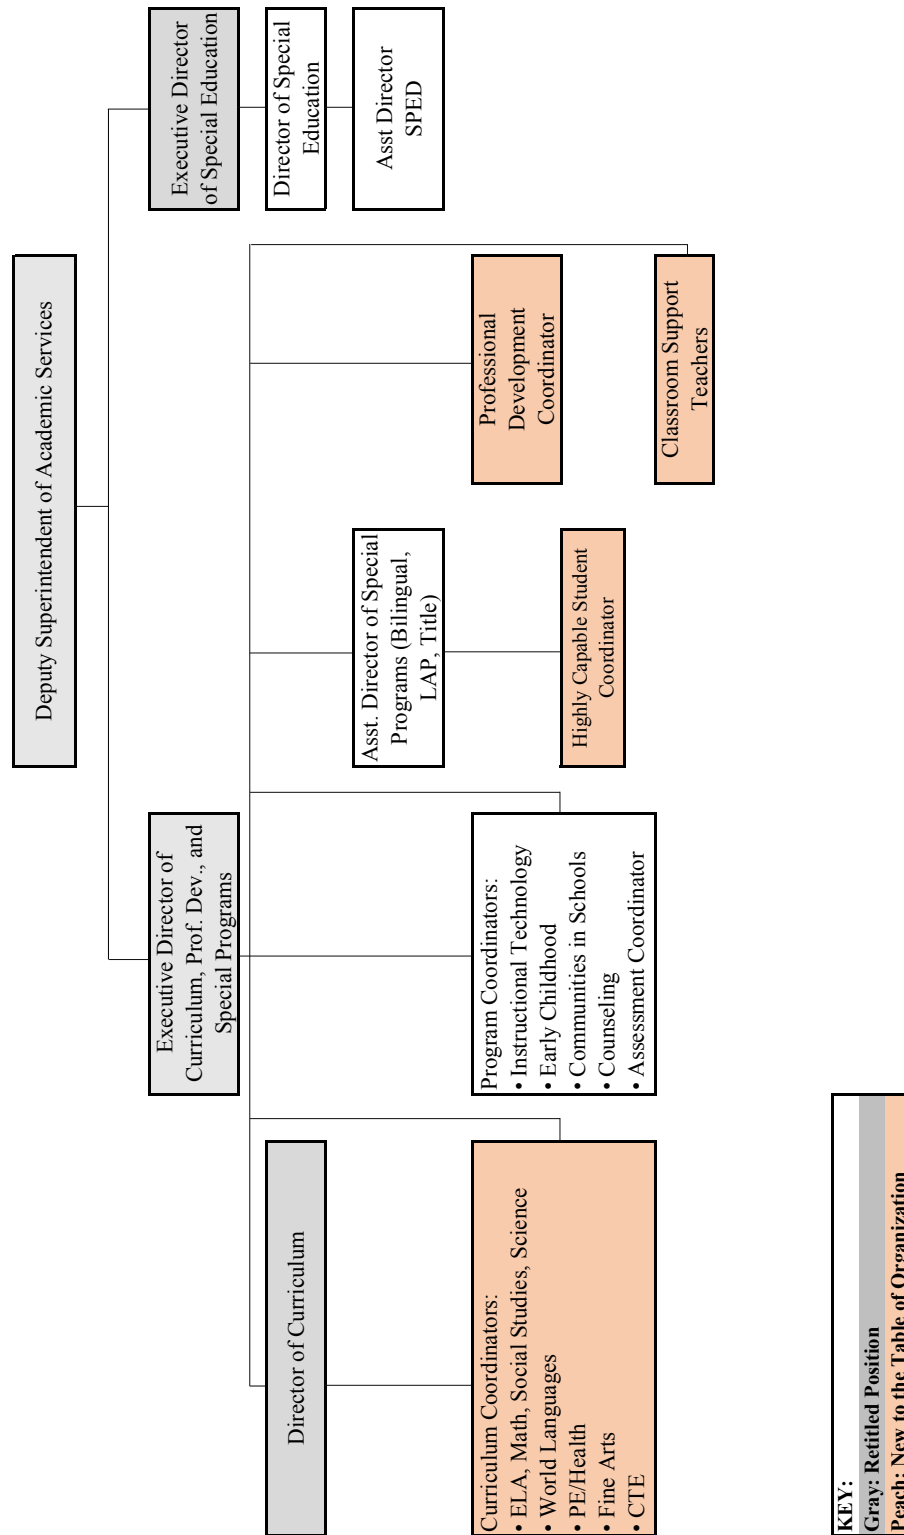 Deputy Superintendent of Academic Services
Executive Director of
Curriculum, Prof. Dev., and
Special Programs
Executive Director
of Special Education
Director of Curriculum
Director of Special
Education
Asst. Director of Special
Programs (Bilingual,
LAP, Title)
Asst Director
SPED
Curriculum Coordinators:
• ELA, Math, Social Studies, Science
• World Languages
• PE/Health
• Fine Arts
• CTE
Program Coordinators:
• Instructional Technology
• Early Childhood
• Communities in Schools
• Counseling
• Assessment Coordinator
Highly Capable Student
Coordinator
Professional
Development
Coordinator
Classroom Support
Teachers
KEY:
Gray: Retitled Position
Peach: New to the Table of Organization